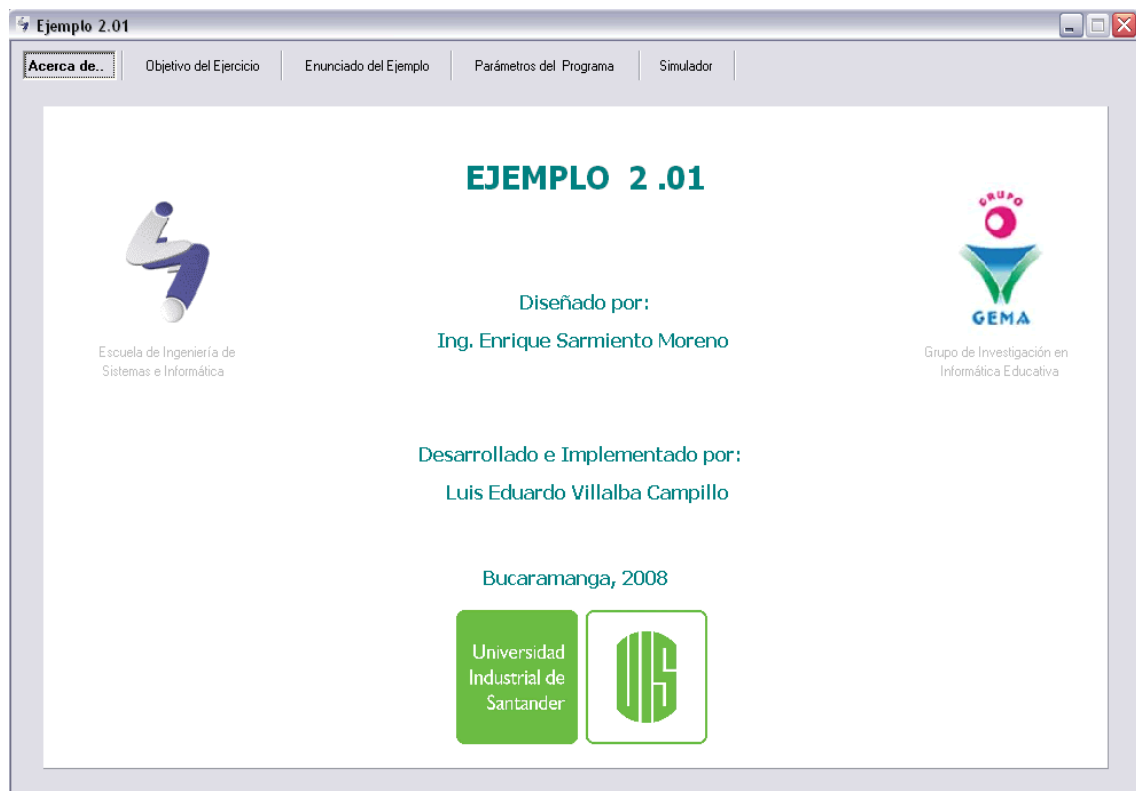 Ejemplo 2.01
Acerca de.. Objetivo del Ejercicio Enunciado del Ejemplo Parámetros del Programa Simulador
EJEMPLO 2 .01
GRUPO
GEMA
Escuela de Ingeniería de
Sistemas e Informática
Grupo de Investigación en
Informática Educativa
Diseñado por:
Ing. Enrique Sarmiento Moreno
Desarrollado e Implementado por:
Luis Eduardo Villalba Campillo
Bucaramanga, 2008
Universidad
Industrial de
Santander
UIS